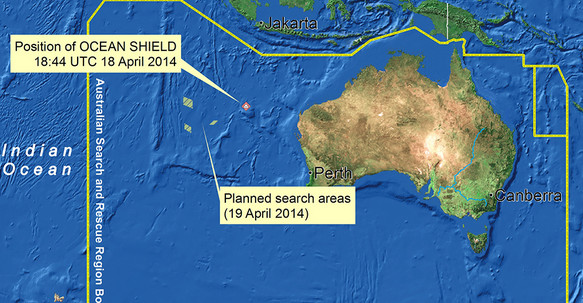 Jakarta
Position of OCEAN SHIELD
18:44 UTC 18 April 2014
Australian Search and Rescue Region Bo
Indian
Ocean
Perth
Planned search areas
(19 April 2014)
Canberra